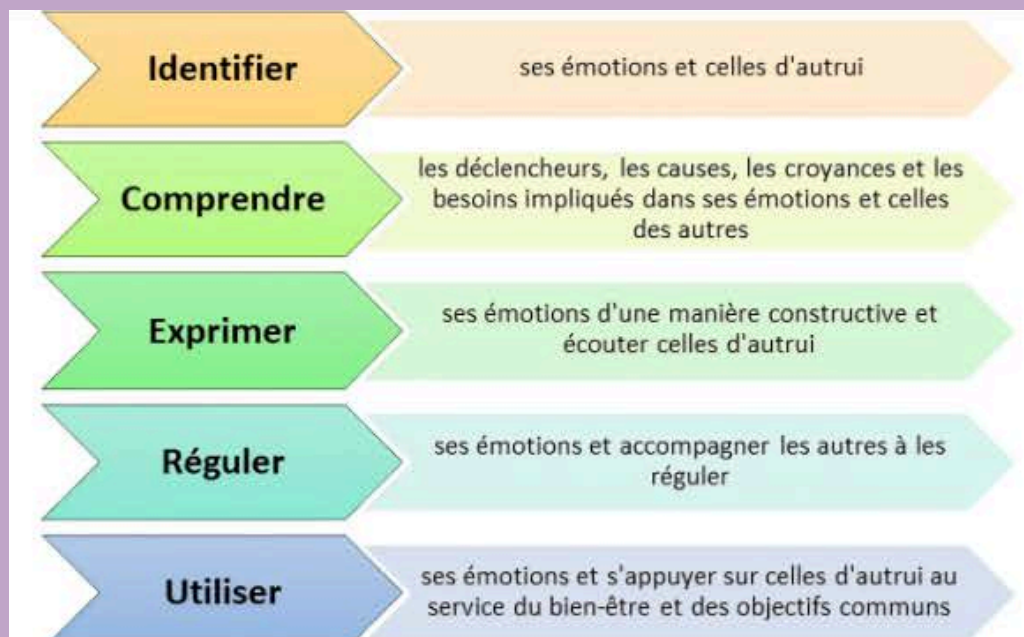 Identifier
ses émotions et celles d'autrui
Comprendre
les déclencheurs, les causes, les croyances et les
besoins impliqués dans ses émotions et celles
des autres
Exprimer
ses émotions d'une manière constructive et
écouter celles d'autrui
Réguler
ses émotions et accompagner les autres à les
réguler
Utiliser
ses émotions et s'appuyer sur celles d'autrui au
service du bien-être et des objectifs communs